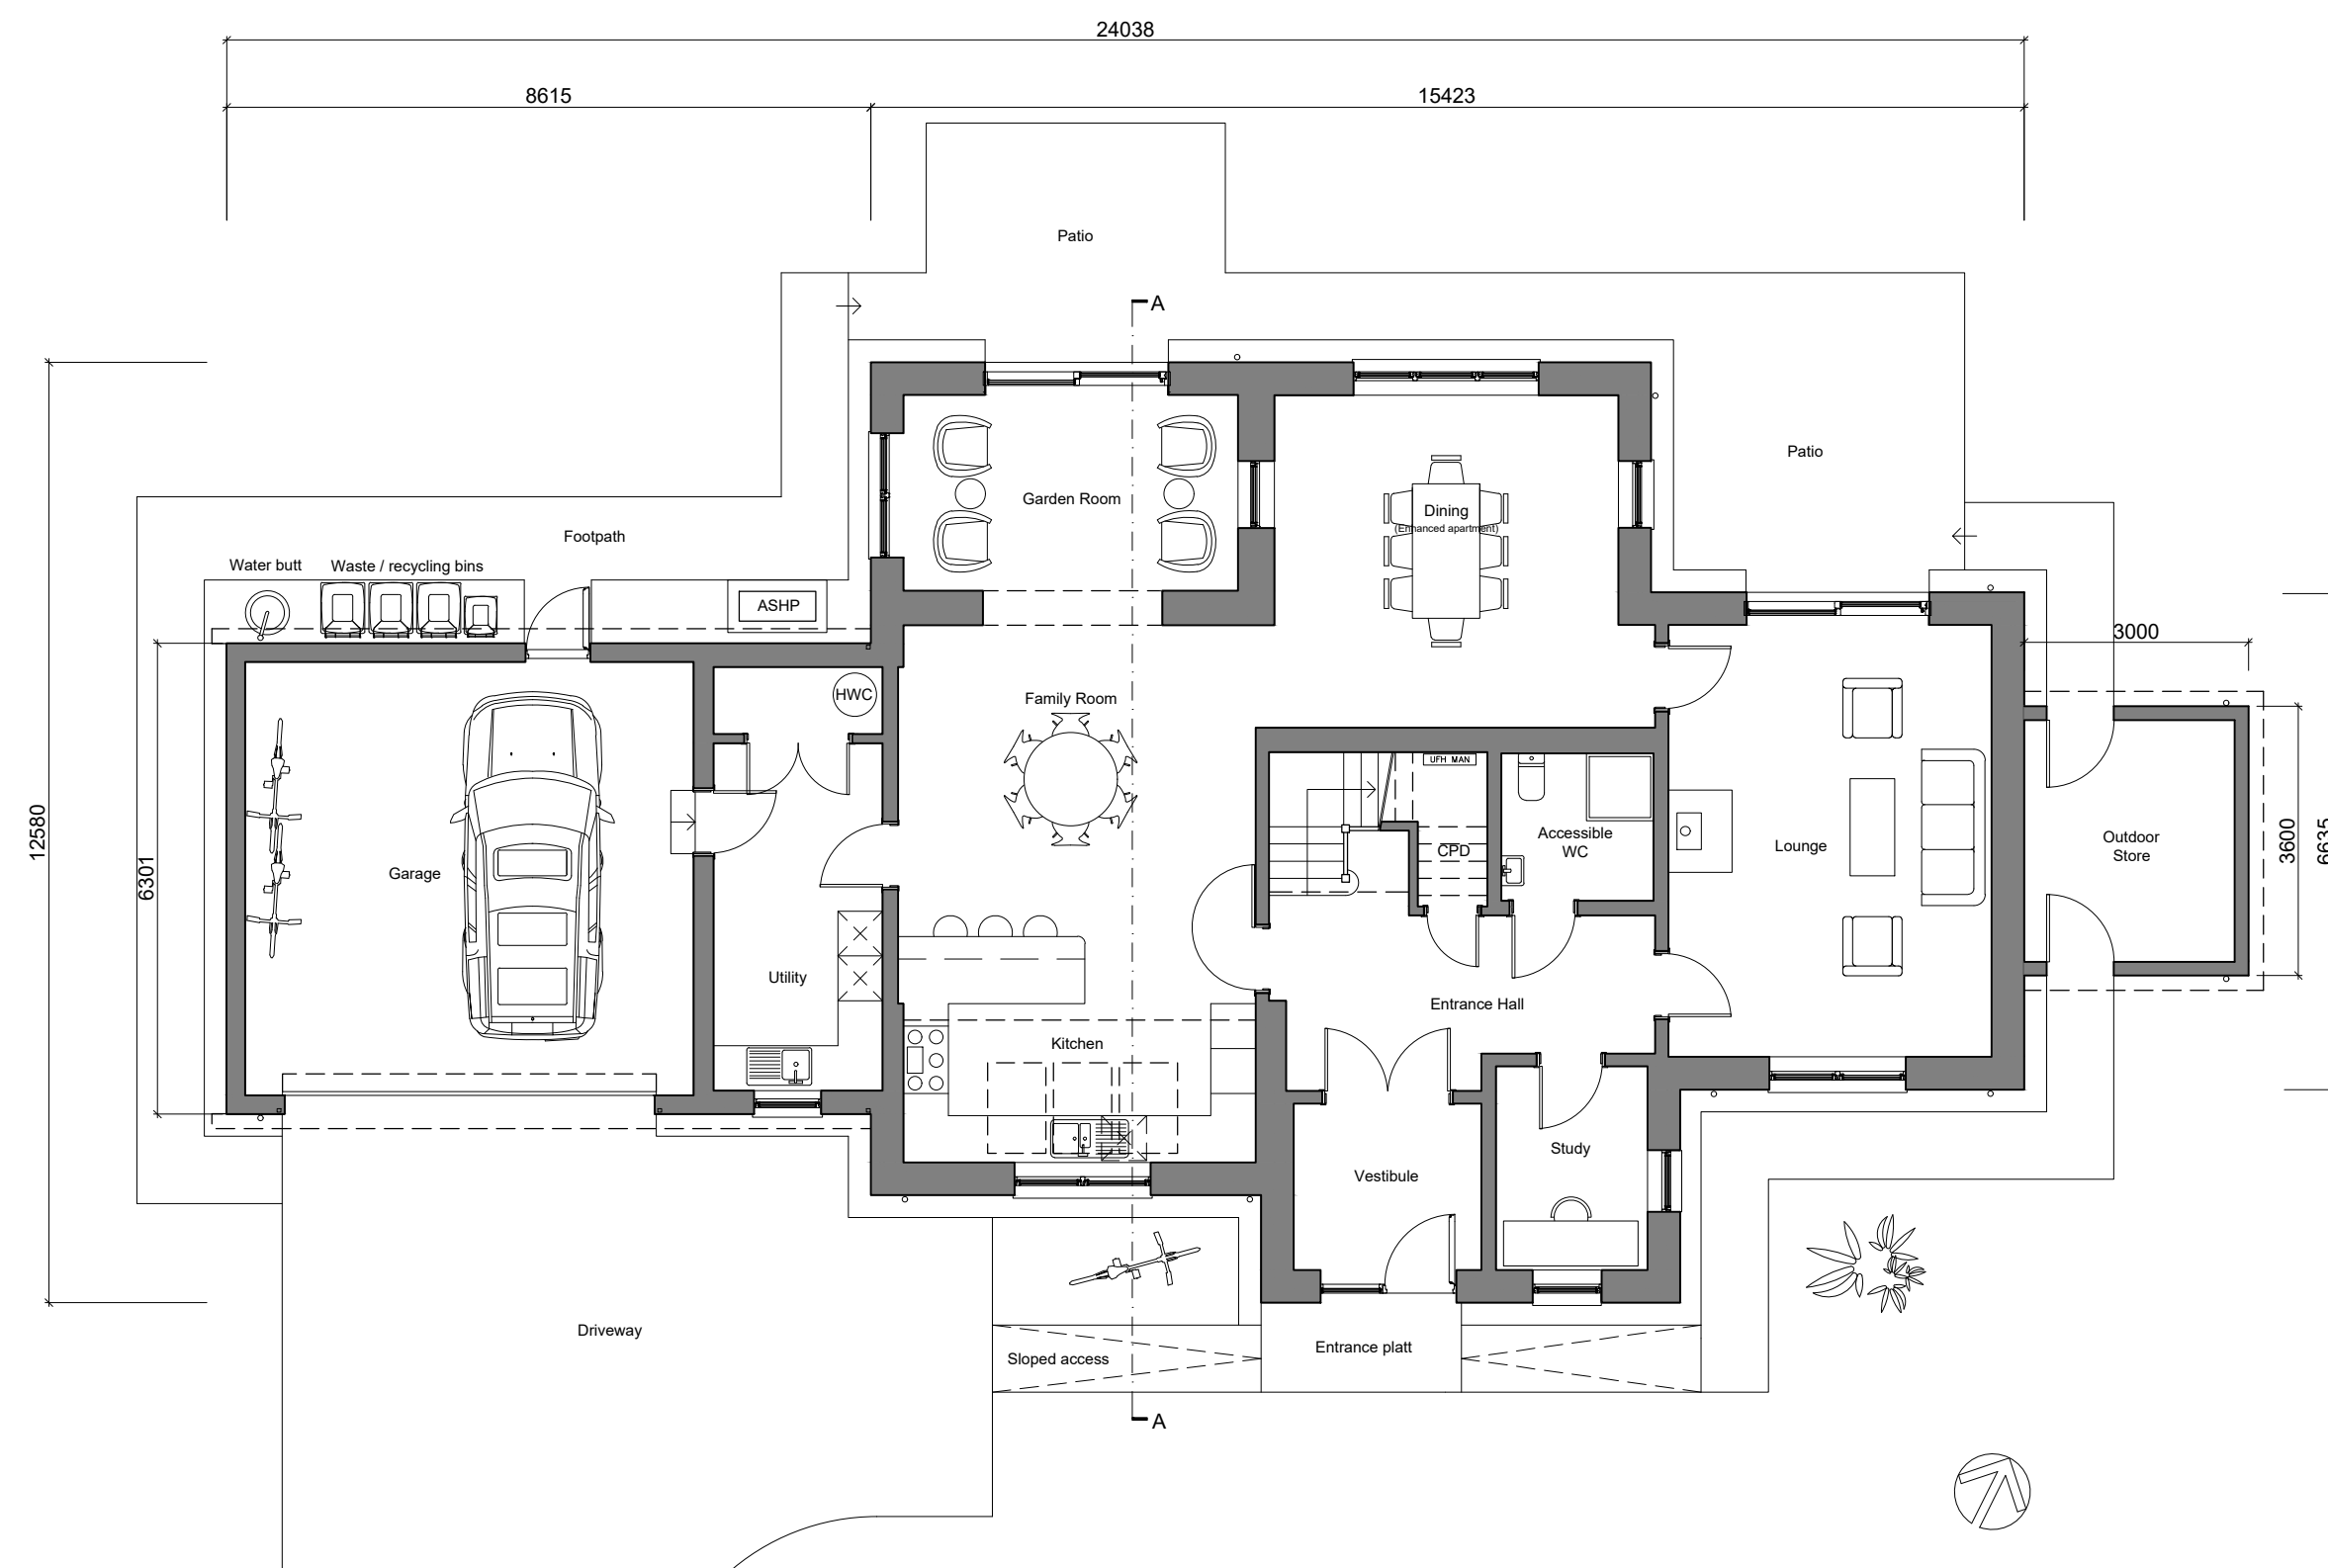 24038
8615
15423
Patio
A
Patio
Garden Room
Dining
(Enhanced apartment)
Footpath
Water butt
Waste / recycling bins
ASHP
3000
HWC
Family Room
UFH MAN
12580
6301
Garage
CPD
Accessible
WC
Lounge
Outdoor
Store
3600
6635
Utility
Entrance Hall
Kitchen
Study
Vestibule
Driveway
Sloped access
Entrance platt
A